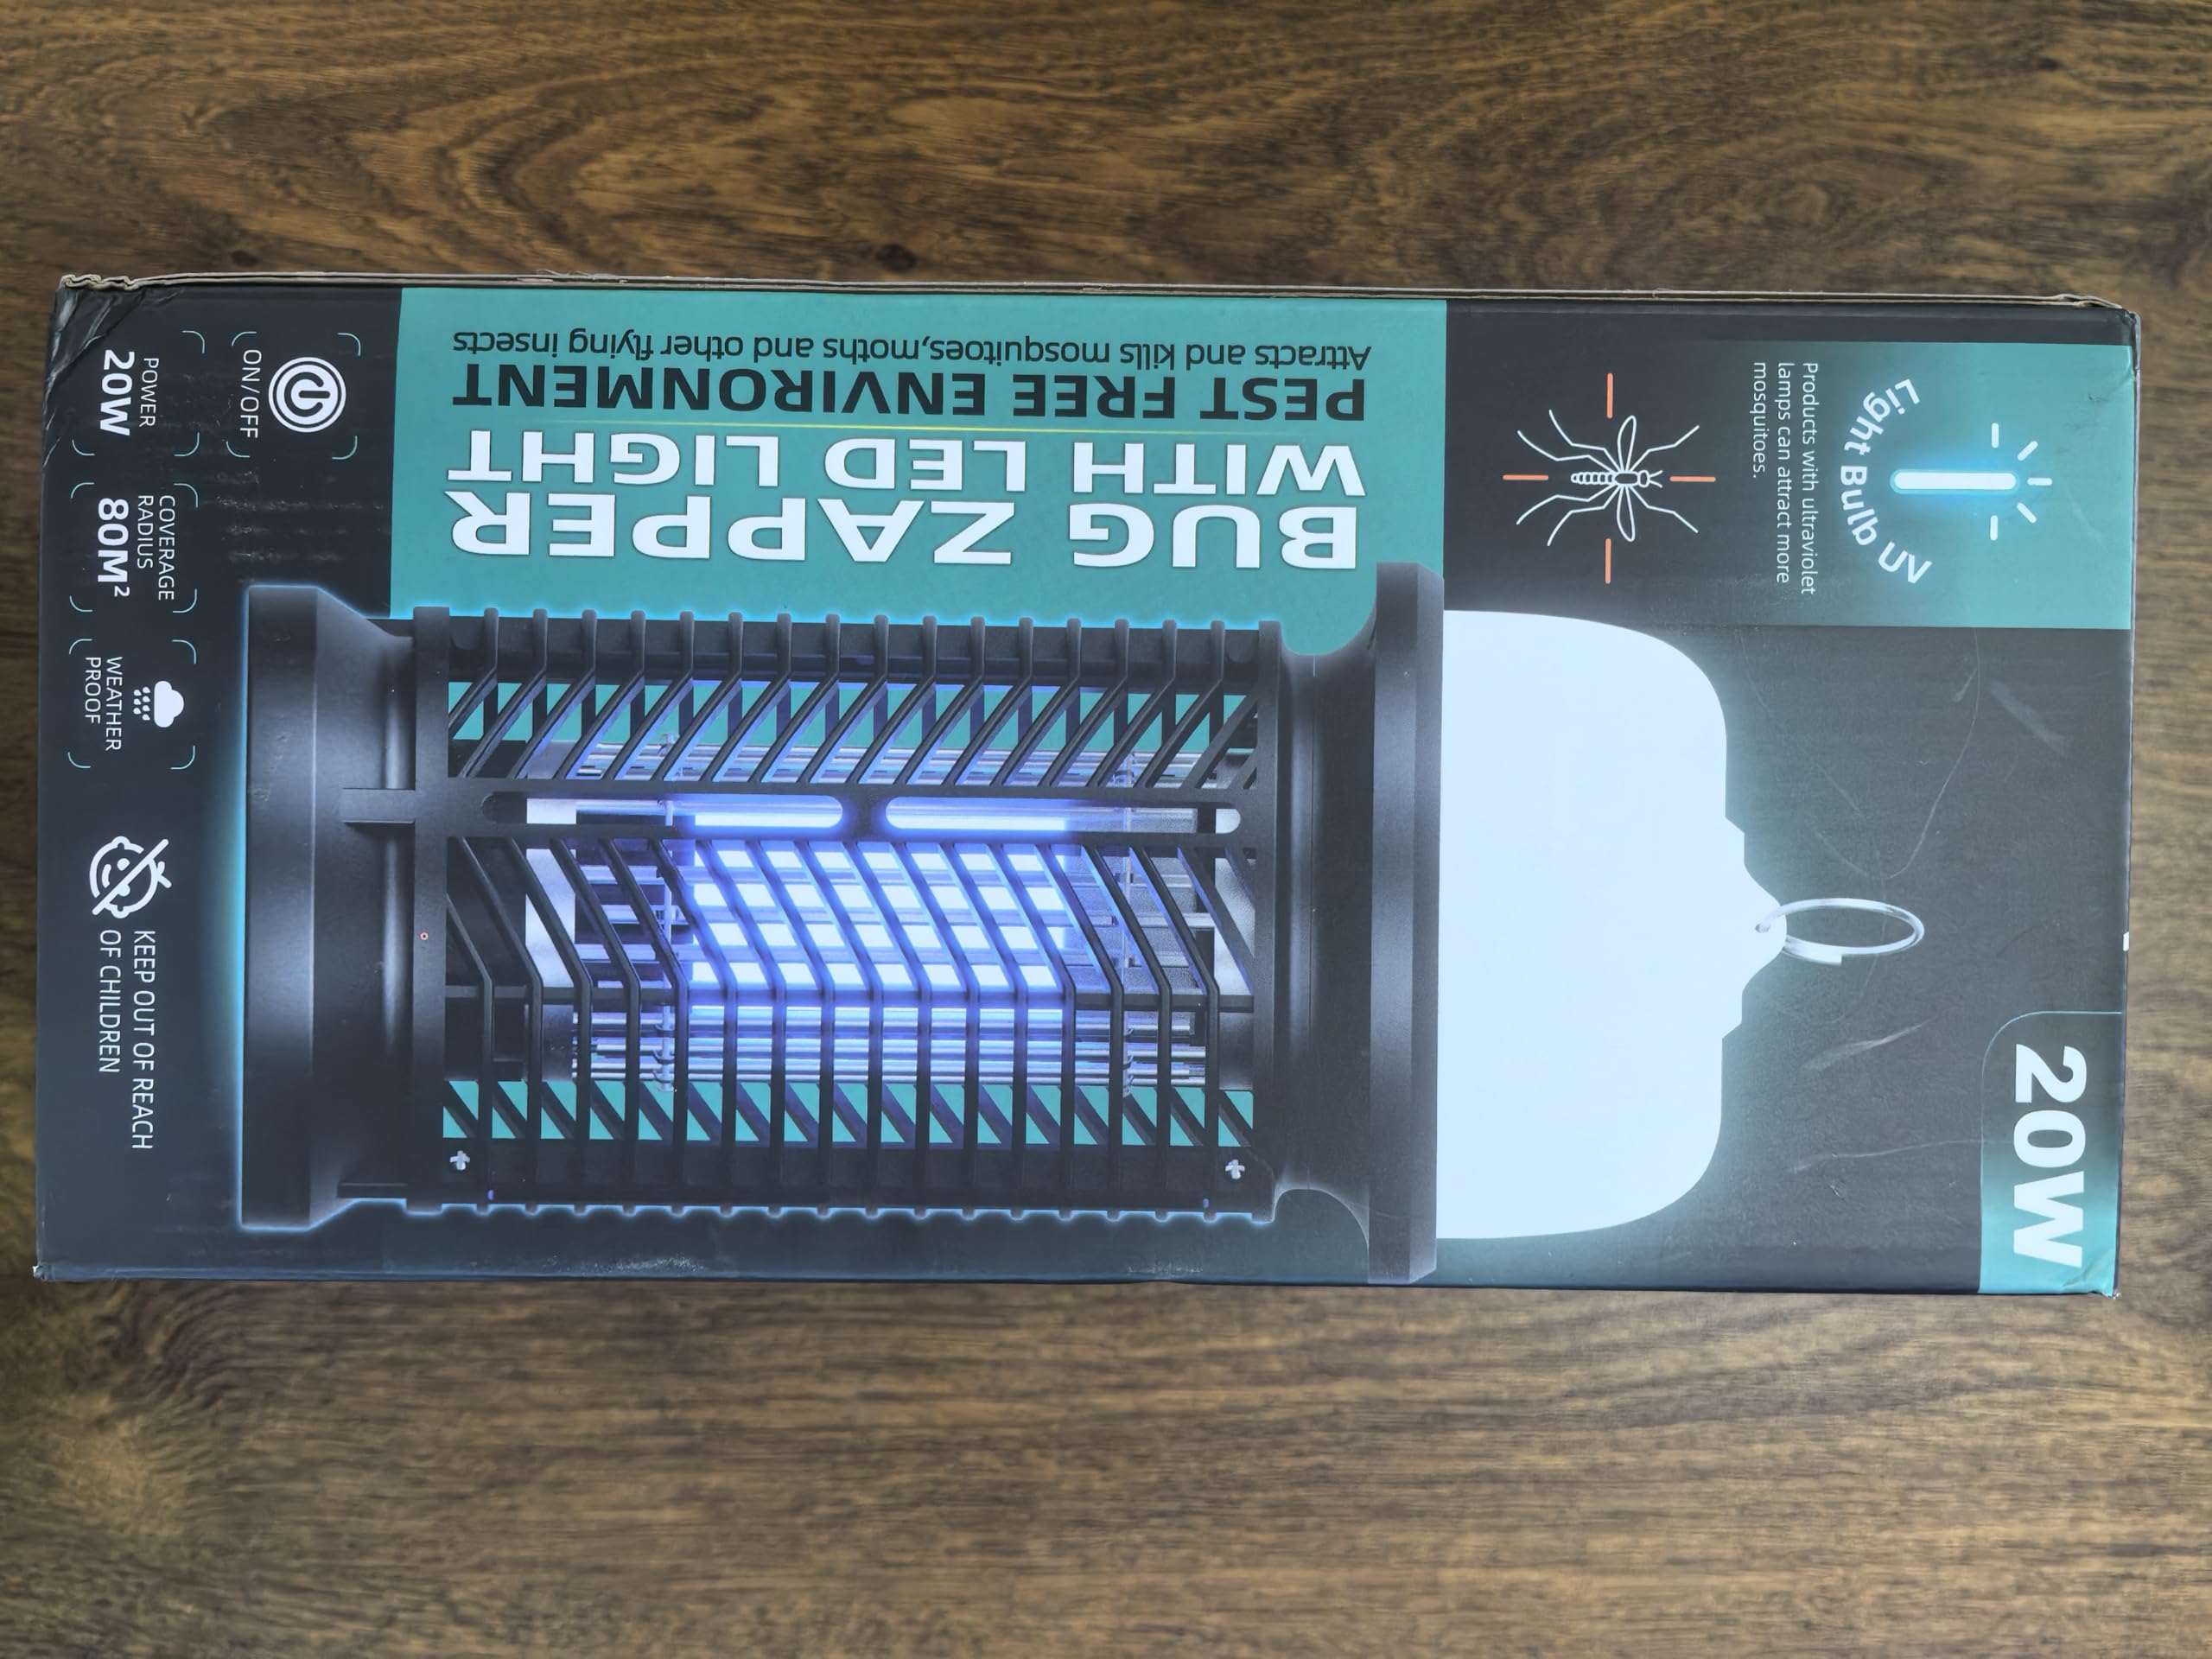 Light Bulb UV
Products with ultraviolet
lamps can attract more
mosquitoes.
20W
BUG ZAPPER
WITH LED LIGHT
PEST FREE ENVIRONMENT
Attracts and kills mosquitoes,moths and other flying insects
ON/OFF
POWER
20W
COVERAGE
RADIUS
80M²
WEATHER
PROOF
KEEP OUT OF REACH
OF CHILDREN